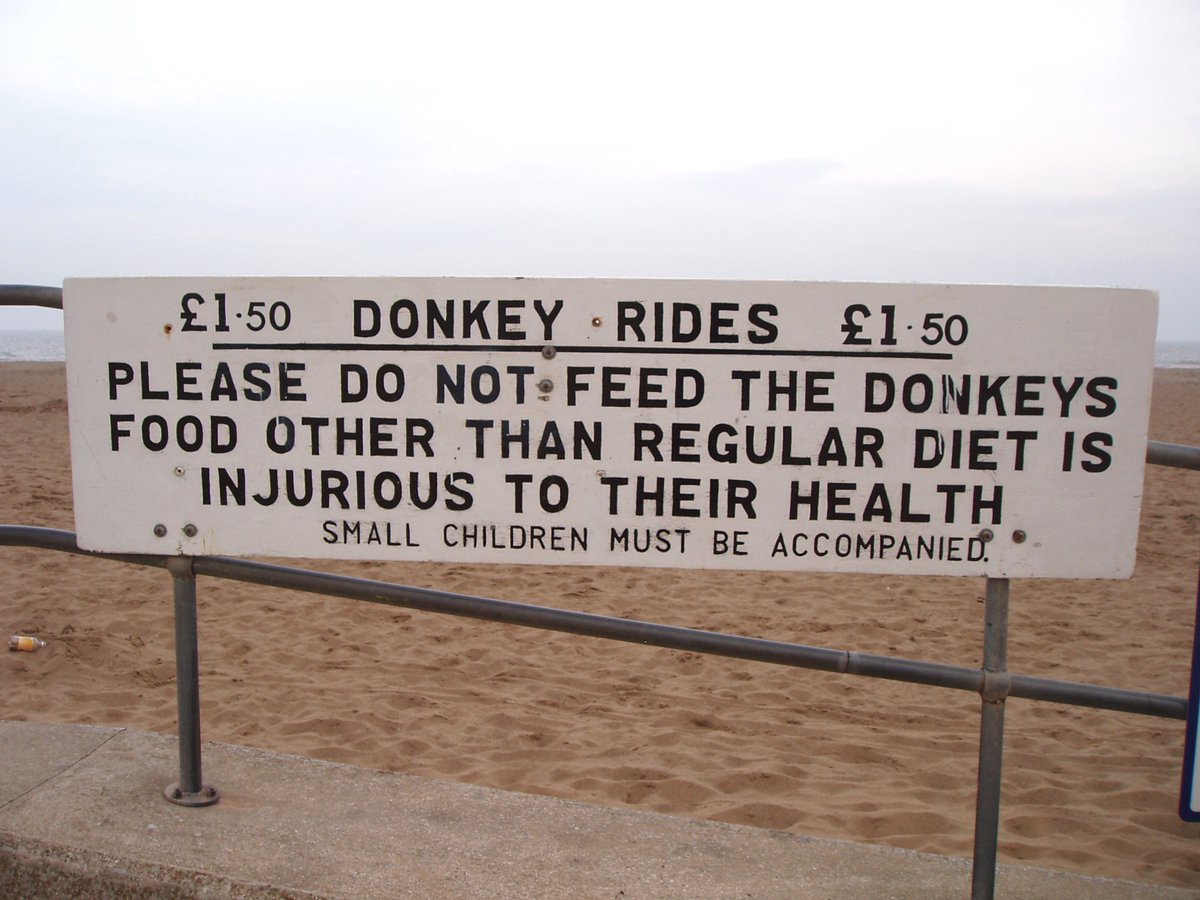 £1·50 DONKEY RIDES £1·50
PLEASE DO NOT FEED THE DONKEYS
FOOD OTHER THAN REGULAR DIET IS
INJURIOUS TO THEIR HEALTH
SMALL CHILDREN MUST BE ACCOMPANIED.